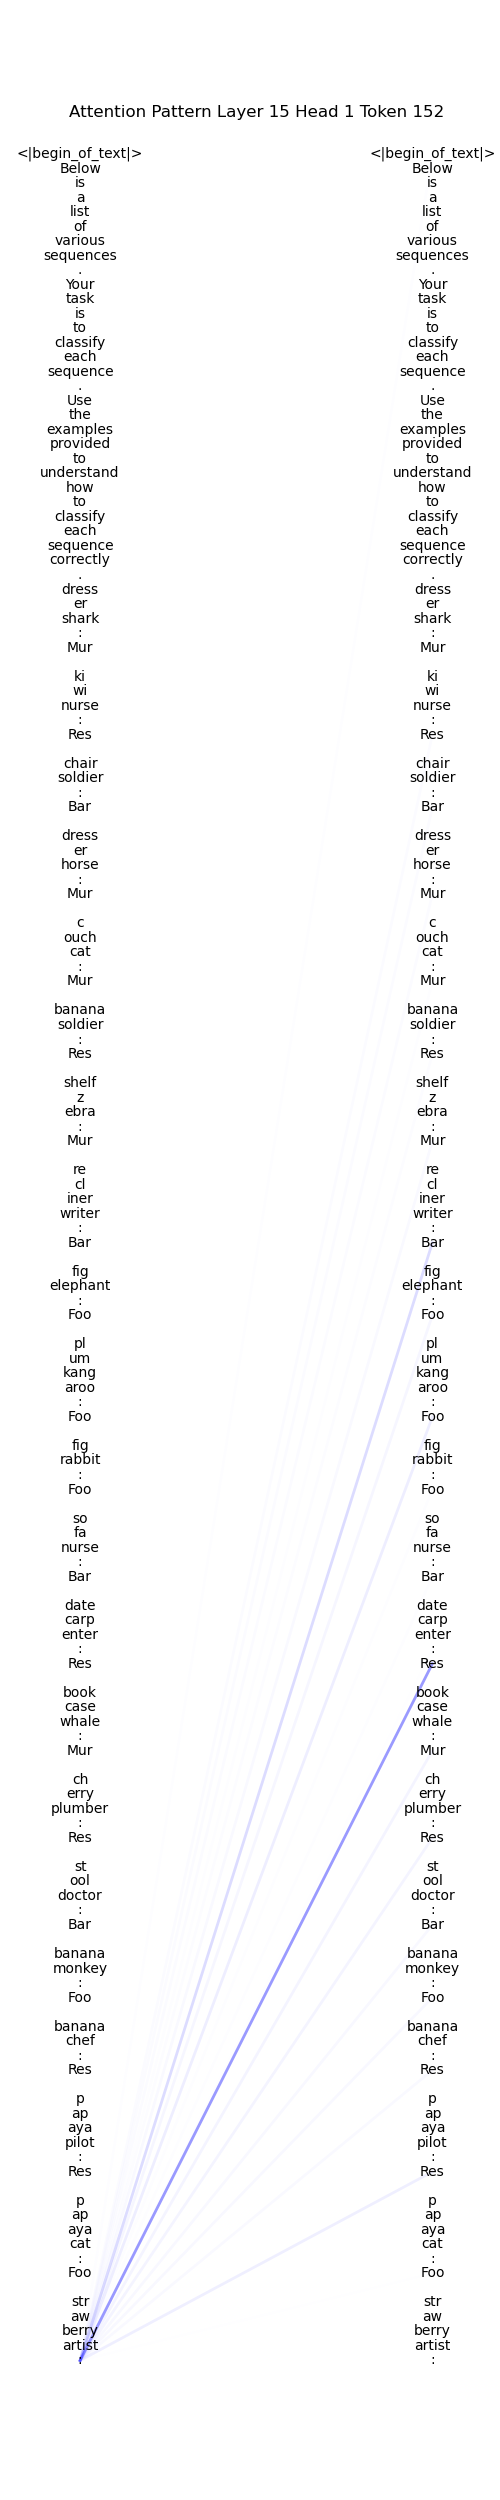 Attention Pattern Layer 15 Head 1 Token 152
<|begin_of_text|> <|begin_of_text|>
Below Below
is is
a a
list list
of of
various various
sequences sequences
. .
Your Your
task task
is is
to to
classify classify
each each
sequence sequence
. .
Use Use
the the
examples examples
provided provided
to to
understand understand
how how
to to
classify classify
each each
sequence sequence
correctly correctly
. .
dress dress
er er
shark shark
: :
Mur Mur
ki ki
wi wi
nurse nurse
: :
Res Res
chair chair
soldier soldier
: :
Bar Bar
dress dress
er er
horse horse
: :
Mur Mur
c c
ouch ouch
cat cat
: :
Mur Mur
banana banana
soldier soldier
: :
Res Res
shelf shelf
z z
ebra ebra
: :
Mur Mur
re re
cl cl
iner iner
writer writer
: :
Bar Bar
fig fig
elephant elephant
: :
Foo Foo
pl pl
um um
kang kang
aroo aroo
: :
Foo Foo
fig fig
rabbit rabbit
: :
Foo Foo
so so
fa fa
nurse nurse
: :
Bar Bar
date date
carp carp
enter enter
: :
Res Res
book book
case case
whale whale
: :
Mur Mur
ch ch
erry erry
plumber plumber
: :
Res Res
st st
ool ool
doctor doctor
: :
Bar Bar
banana banana
monkey monkey
: :
Foo Foo
banana banana
chef chef
: :
Res Res
p p
ap ap
aya aya
pilot pilot
: :
Res Res
p p
ap ap
aya aya
cat cat
: :
Foo Foo
str str
aw aw
berry berry
artist artist
: :